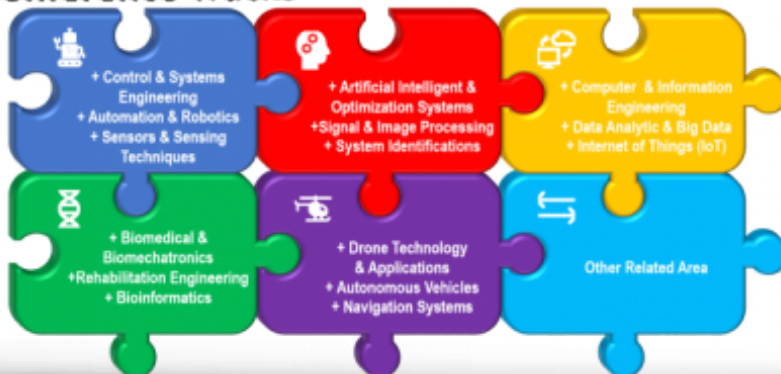 + Control & Systems
Engineering
+ Automation & Robotics
+ Sensors & Sensing
Techniques
+ Artificial Intelligent &
Optimization Systems
+Signal & Image Processing
+ System Identifications
+ Computer & Information
Engineering
+ Data Analytic & Big Data
+ Internet of Things (IoT)
+ Biomedical &
Biomechatronics
+Rehabilitation Engineering
+ Bioinformatics
+ Drone Technology
& Applications
+ Autonomous Vehicles
+ Navigation Systems
Other Related Area